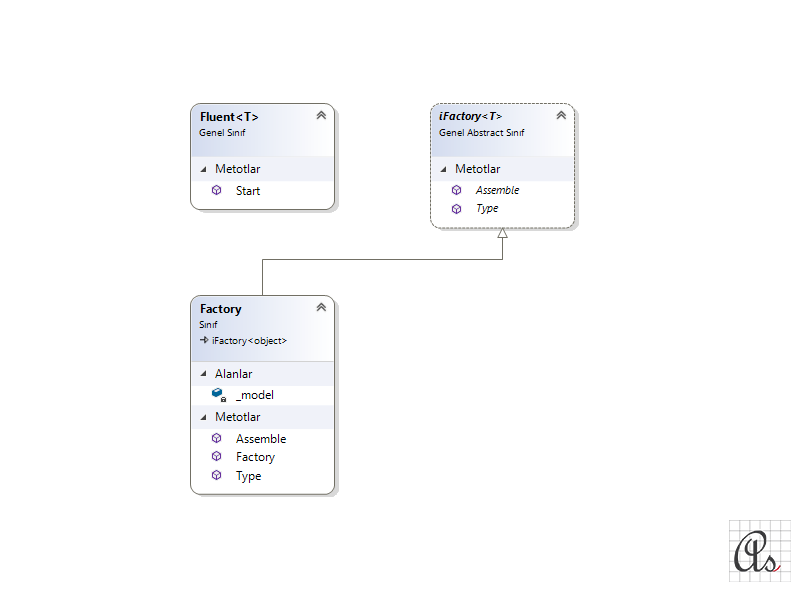 Fluent<T>
Genel Sınıf
Metotlar
Start
iFactory<T>
Genel Abstract Sınıf
Metotlar
Assemble
Type
Factory
Sınıf
iFactory<object>
Alanlar
_model
Metotlar
Assemble
Factory
Type